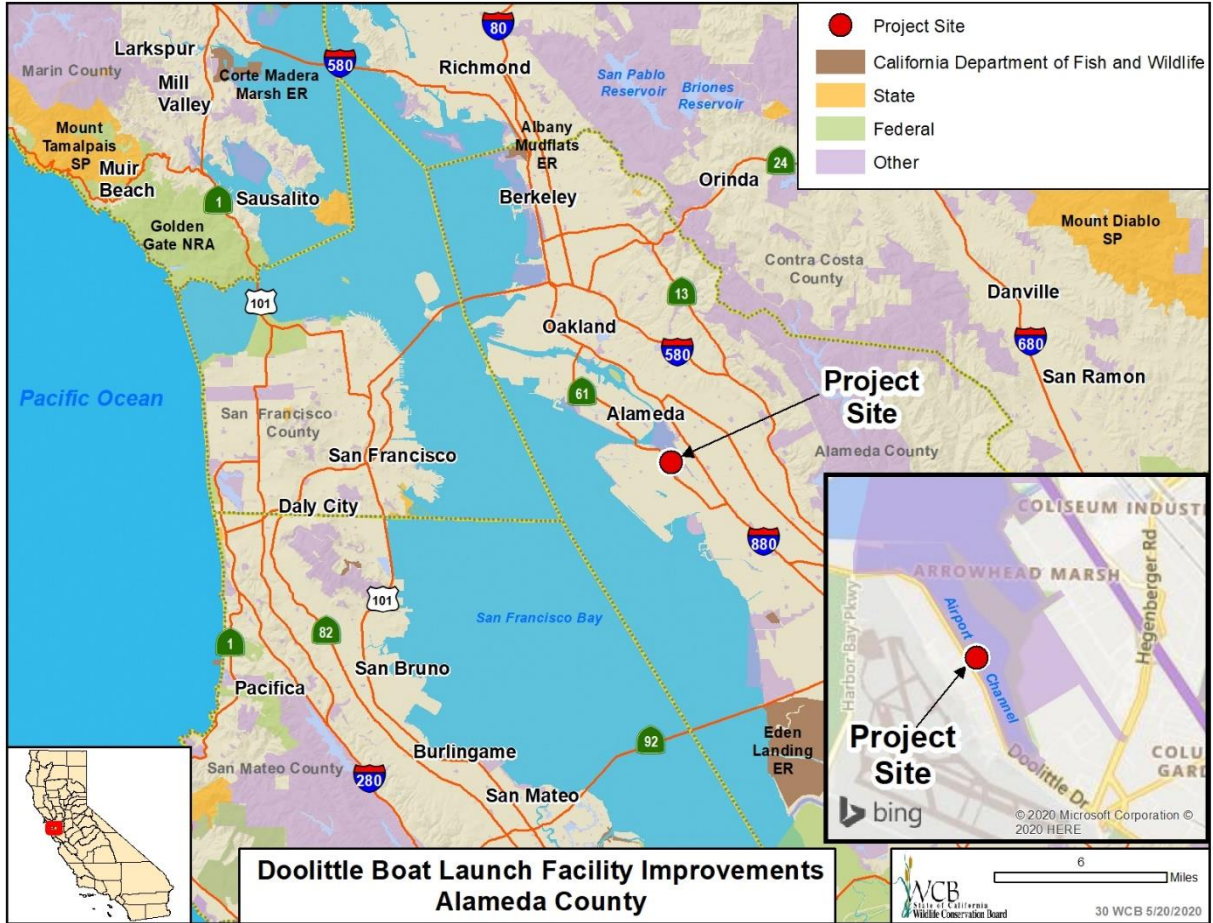 Project Site
California Department of Fish and Wildlife
State
Federal
Other
Larkspur
Marin County
Mill
Valley
Corte Madera
Marsh ER
580
80
Richmond
San Pablo
Reservoir
Briones
Reservoir
Mount
Tamalpais
SP
Muir
Beach
Albany
Mudflats
ER
24
Orinda
Berkeley
1
Sausalito
Golden
Gate NRA
Mount Diablo
SP
Contra Costa
County
101
13
Danville
Oakland
580
680
San Ramon
Pacific Ocean
61
Alameda
Project
Site
San Francisco
County
San Francisco
Alameda County
Daly City
880
101
San Francisco Bay
82
1
San Bruno
Pacifica
92
Eden
Landing
ER
Burlingame
San Mateo County
280
San Mateo
COLISEUM INDUSTI
ARROWHEAD MARSH
Hegenberger Rd
Harbor Bay Pkwy
Airport Channel
Project
Site
Doolittle Dr
COLU
GARD
bing
© 2020 Microsoft Corporation ©
2020 HERE
Doolittle Boat Launch Facility Improvements
Alameda County
WCB
State of California
Wildlife Conservation Board
6
Miles
30 WCB 5/20/2020